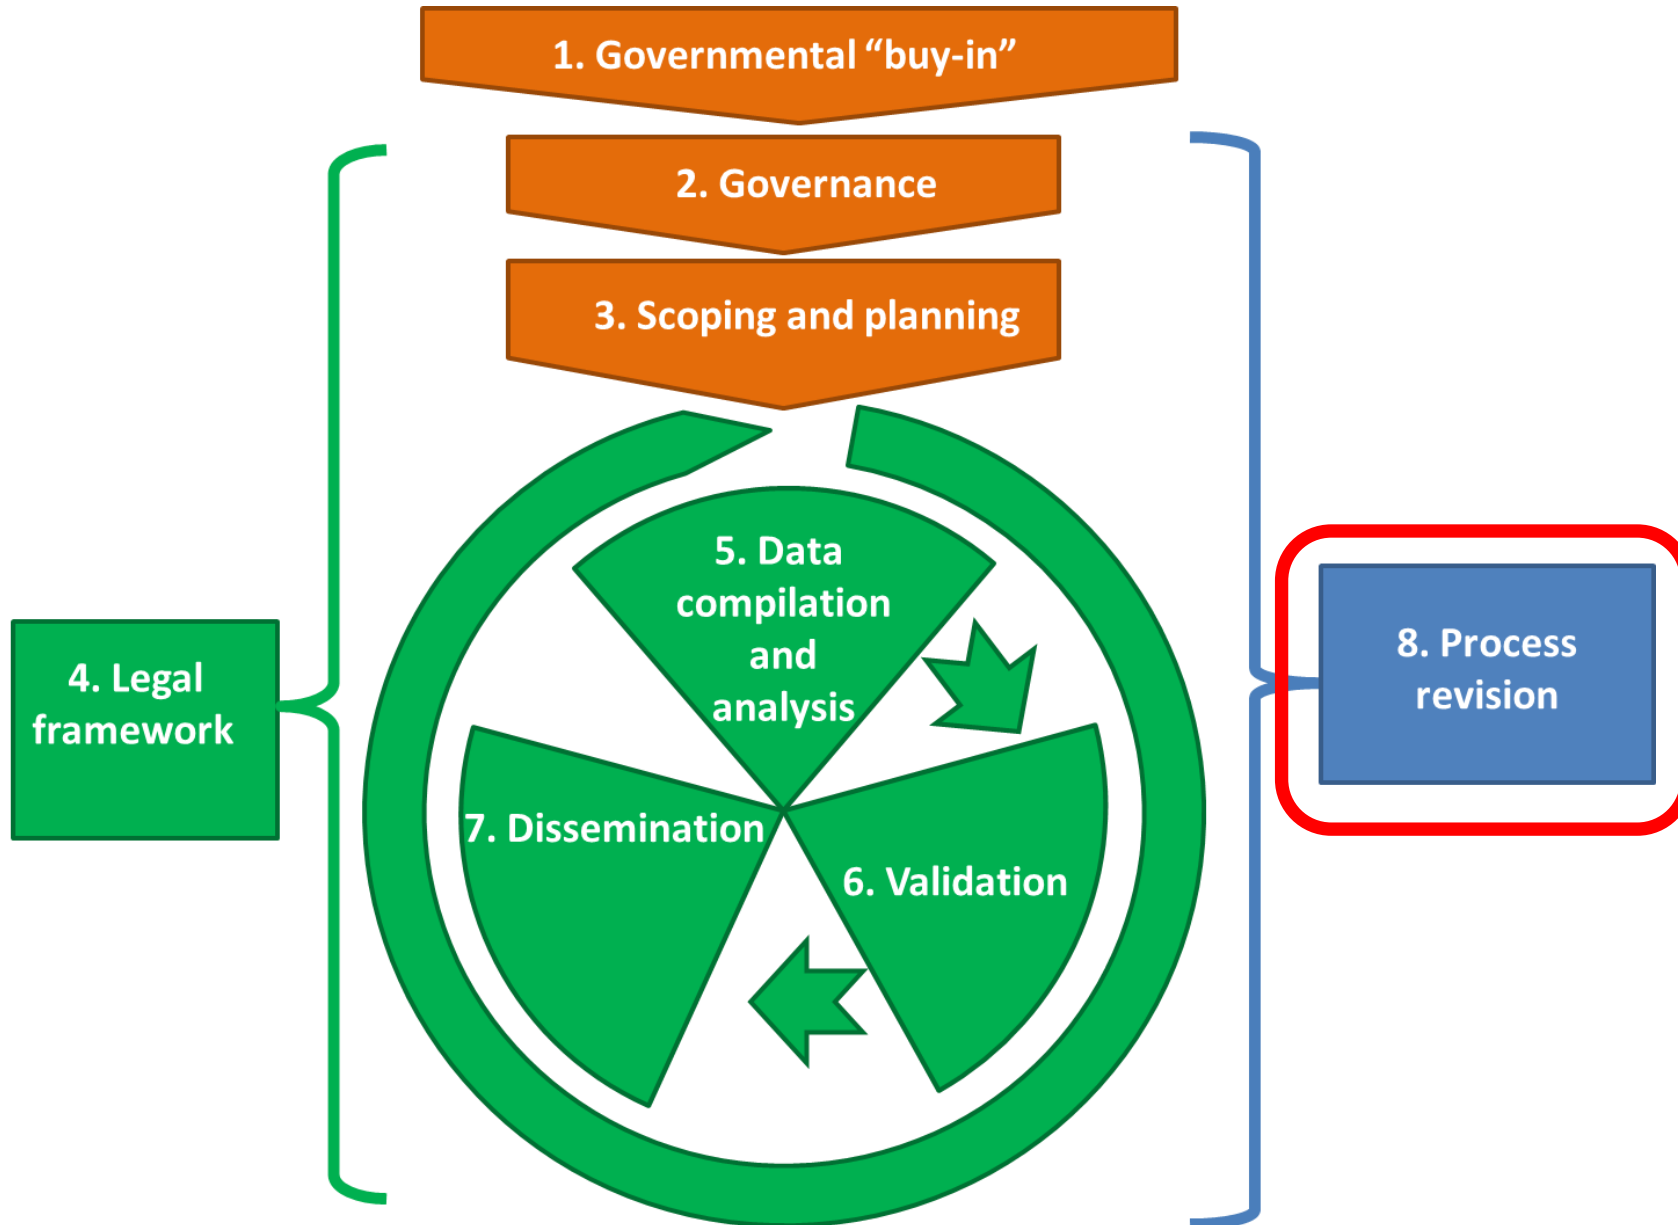 1. Governmental “buy-in”
2. Governance
3. Scoping and planning
4. Legal
framework
5. Data
compilation
and
analysis
6. Validation
7. Dissemination
8. Process
revision